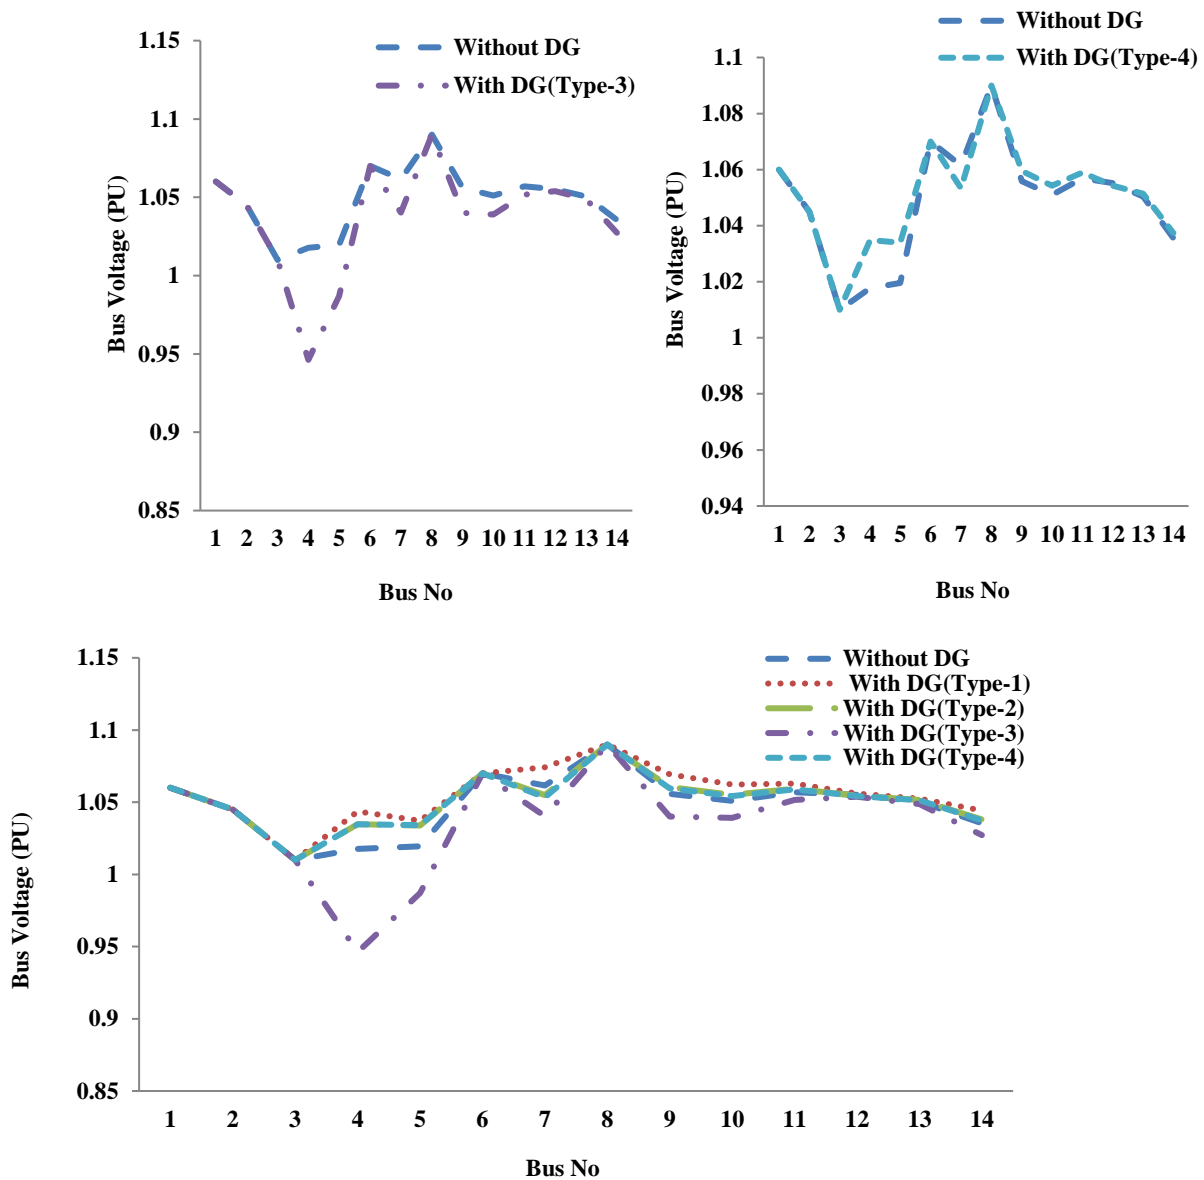 Without DG
With DG(Type-3)
1.15
1.1
1.05
1
0.95
0.9
0.85
Bus Voltage (PU)
1 2 3 4 5 6 7 8 9 10 11 12 13 14
Bus No
Without DG
With DG(Type-4)
1.1
1.08
1.06
1.04
1.02
1
0.98
0.96
0.94
Bus Voltage (PU)
1 2 3 4 5 6 7 8 9 10 11 12 13 14
Bus No
Without DG
With DG(Type-1)
With DG(Type-2)
With DG(Type-3)
With DG(Type-4)
1.15
1.1
1.05
1
0.95
0.9
0.85
Bus Voltage (PU)
1 2 3 4 5 6 7 8 9 10 11 12 13 14
Bus No